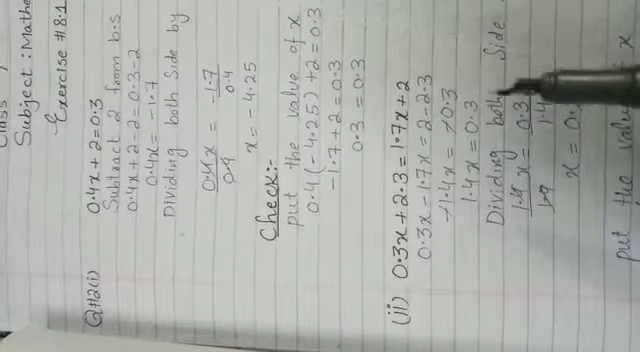 Class
Subject : Mathe
Exercise # 8.1
Q#2(i) 0.4x + 2 = 0.3
Subtract 2 from b.s
0.4x + 2 - 2 = 0.3 - 2
0.4x = -1.7
Dividing both Side by
0.4x = -1.7
0.4 0.4
x = -4.25
Check:-
put the value of x
0.4(-4.25) + 2 = 0.3
-1.7 + 2 = 0.3
0.3 = 0.3
(ii) 0.3x + 2.3 = 1.7x + 2
0.3x - 1.7x = 2 - 2.3
-1.4x = -0.3
1.4x = 0.3
Dividing both Side
1.4x = 0.3
1.4 1.4
x = 0.
put the value x